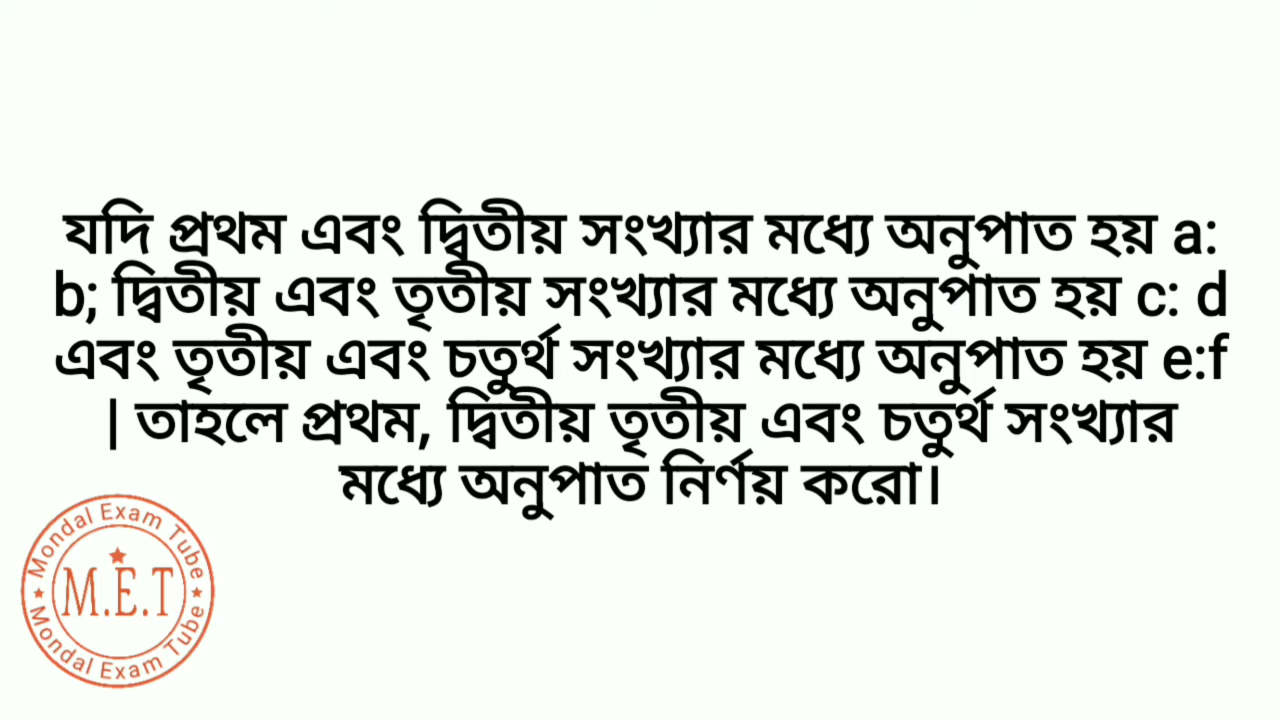 যদি প্রথম এবং দ্বিতীয় সংখ্যার মধ্যে অনুপাত হয় a:
b; দ্বিতীয় এবং তৃতীয় সংখ্যার মধ্যে অনুপাত হয় c: d
এবং তৃতীয় এবং চতুর্থ সংখ্যার মধ্যে অনুপাত হয় e:f
| তাহলে প্রথম, দ্বিতীয় তৃতীয় এবং চতুর্থ সংখ্যার
মধ্যে অনুপাত নির্ণয় করো।
Mondal Exam Tube
M.E.T
Mondal Exam Tube